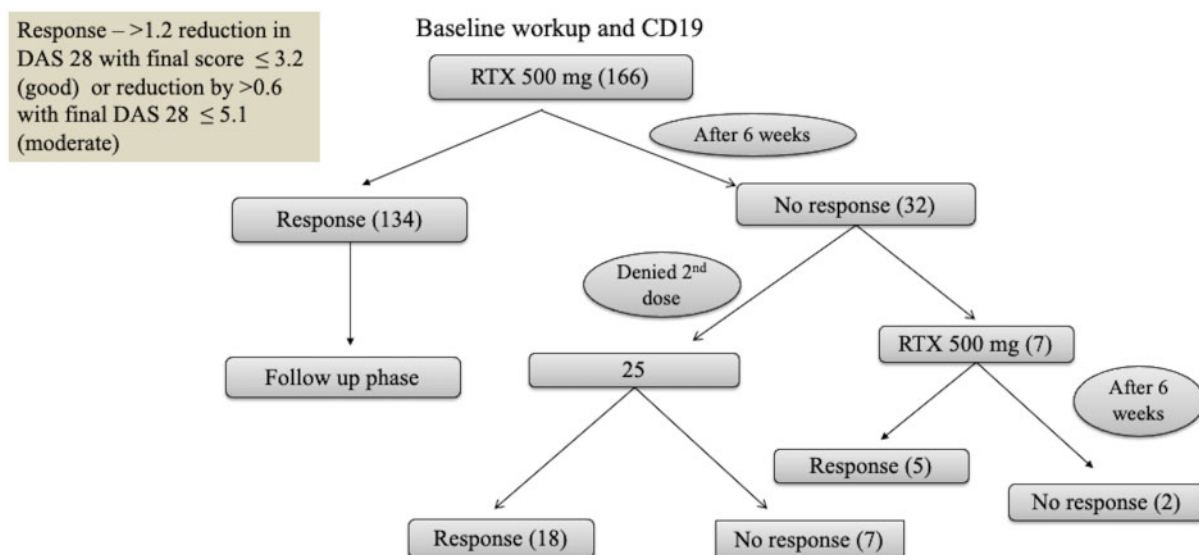 Response – >1.2 reduction in
DAS 28 with final score ≤ 3.2
(good) or reduction by >0.6
with final DAS 28 ≤ 5.1
(moderate)
Baseline workup and CD19
RTX 500 mg (166)
After 6 weeks
Response (134)
No response (32)
Denied 2nd
dose
Follow up phase
25
RTX 500 mg (7)
After 6
weeks
Response (5)
No response (2)
Response (18)
No response (7)